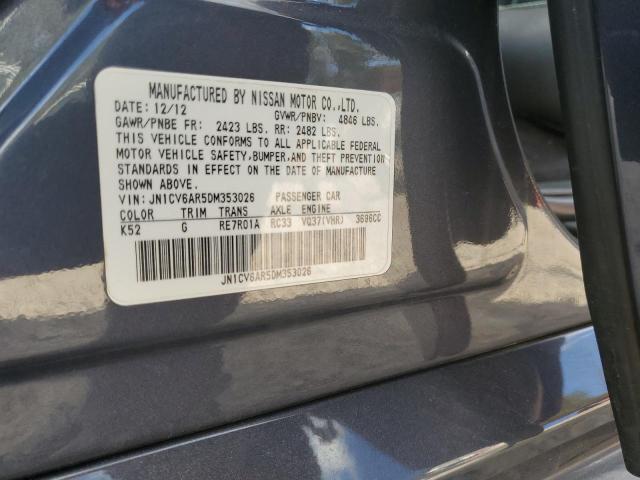 MANUFACTURED BY NISSAN MOTOR CO.,LTD.
DATE: 12/12 GVWR/PNBV: 4846 LBS.
GAWR/PNBE FR: 2423 LBS. RR: 2482 LBS.
THIS VEHICLE CONFORMS TO ALL APPLICABLE FEDERAL
MOTOR VEHICLE SAFETY, BUMPER, AND THEFT PREVENTION
STANDARDS IN EFFECT ON THE DATE OF MANUFACTURE
SHOWN ABOVE.
VIN: JN1CV6AR5DM353026 PASSENGER CAR
COLOR TRIM TRANS AXLE ENGINE
K52 G RE7R01A RC33 VQ37(VHR) 3696CC
JN1CV6AR5DM353026